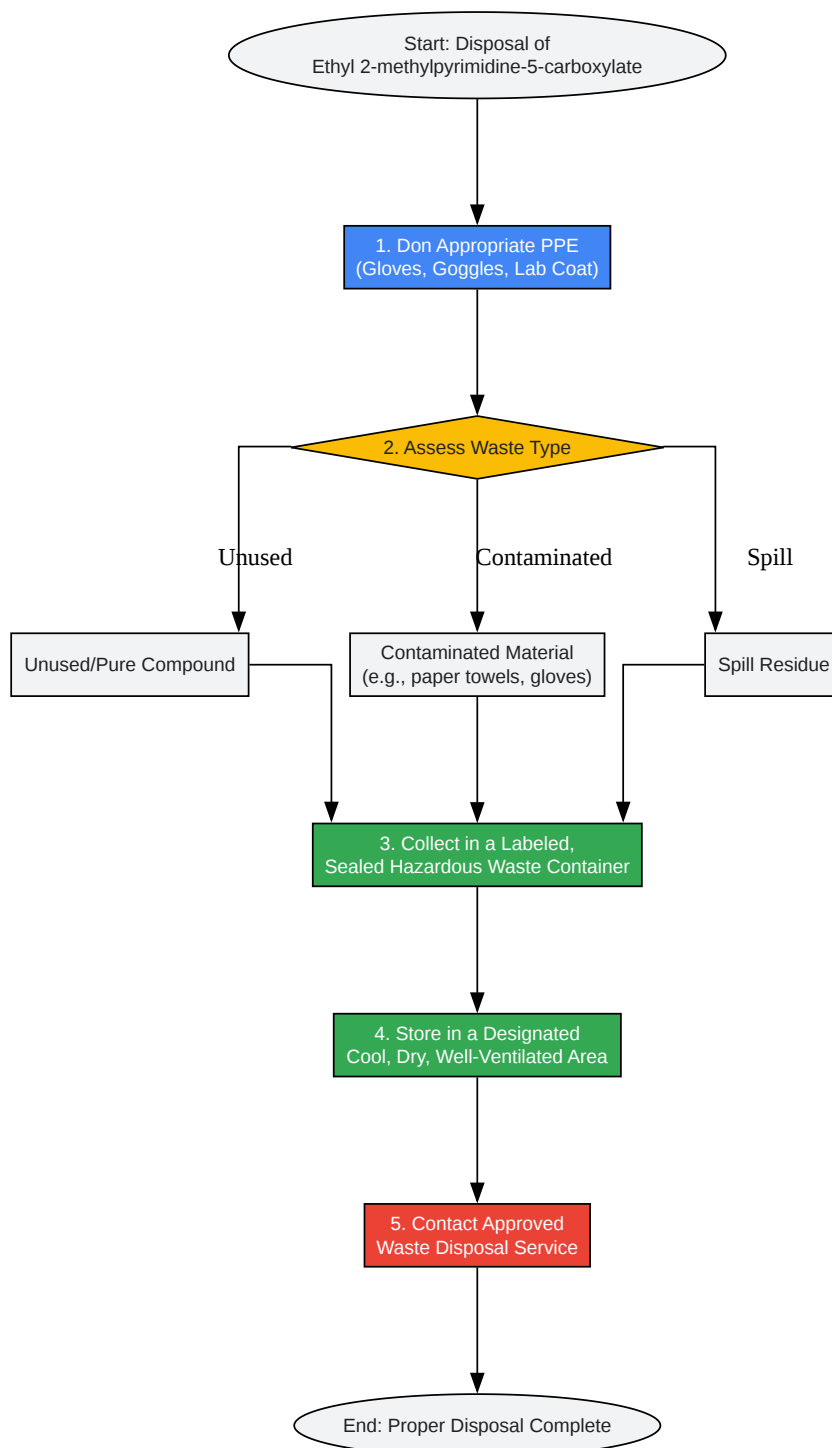 Start: Disposal of
Ethyl 2-methylpyrimidine-5-carboxylate
1. Don Appropriate PPE
(Gloves, Goggles, Lab Coat)
2. Assess Waste Type
Unused
Contaminated
Spill
Unused/Pure Compound
Contaminated Material
(e.g., paper towels, gloves)
Spill Residue
3. Collect in a Labeled,
Sealed Hazardous Waste Container
4. Store in a Designated
Cool, Dry, Well-Ventilated Area
5. Contact Approved
Waste Disposal Service
End: Proper Disposal Complete